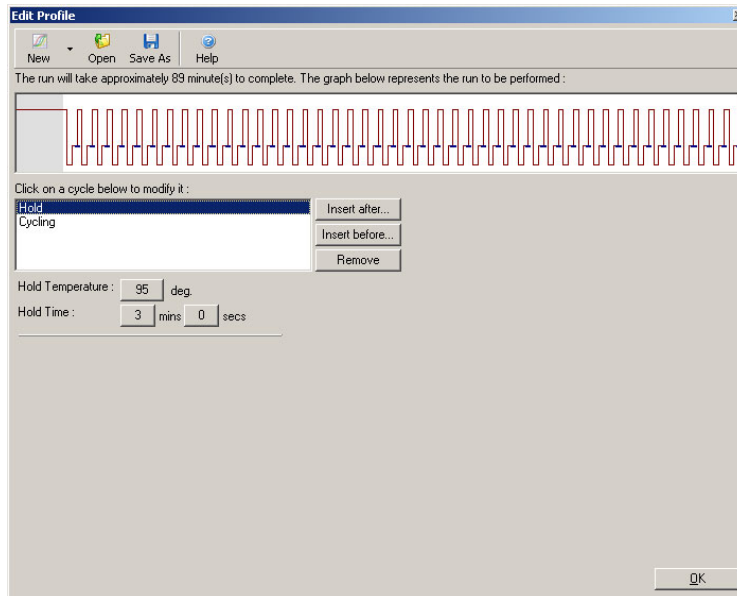 Edit Profile
New Open Save As Help
The run will take approximately 89 minute(s) to complete. The graph below represents the run to be performed :
Click on a cycle below to modify it :
Hold
Cycling
Insert after...
Insert before...
Remove
Hold Temperature : 95 deg.
Hold Time : 3 mins 0 secs
OK